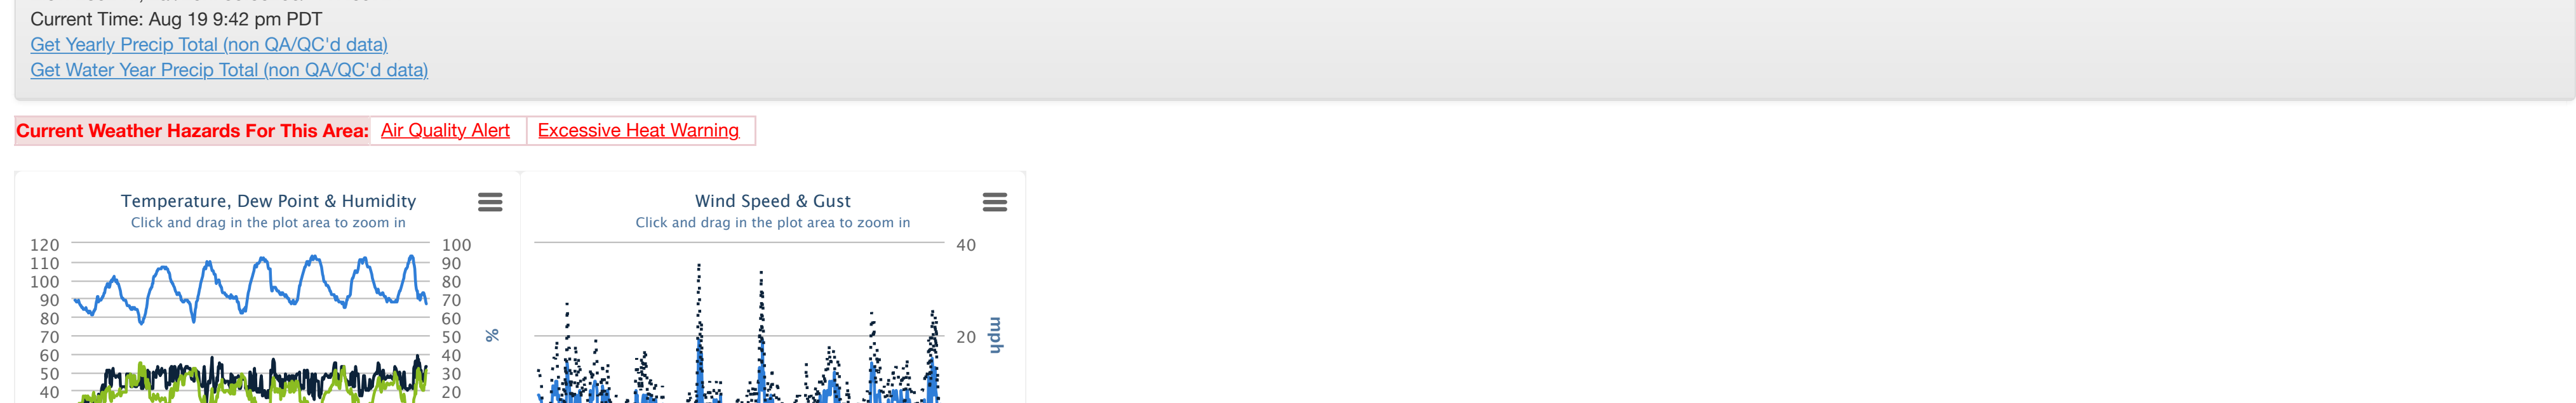 Current Time: Aug 19 9:42 pm PDT
Get Yearly Precip Total (non QA/QC'd data)
Get Water Year Precip Total (non QA/QC'd data)
Current Weather Hazards For This Area: Air Quality Alert Excessive Heat Warning
Temperature, Dew Point & Humidity
Click and drag in the plot area to zoom in
120
110
100
90
80
70
60
50
40
100
90
80
70
60
50
40
30
20
%
Wind Speed & Gust
Click and drag in the plot area to zoom in
40
20
mph